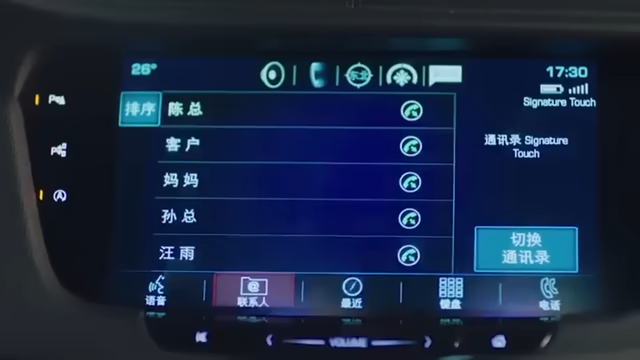 26°
东北
17:30
Signature Touch
排序
陈总
客户
妈妈
孙总
汪雨
通讯录 Signature
Touch
切换
通讯录
语音
联系人
最近
键盘
电话
VOLUME